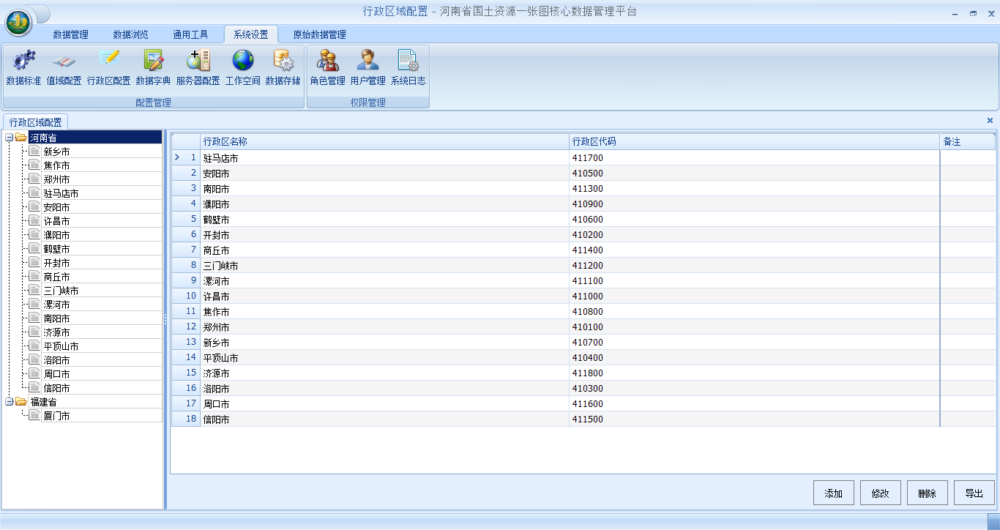 行政区域配置 - 河南省国土资源一张图核心数据管理平台
数据管理 数据浏览 通用工具 系统设置 原始数据管理
数据标准 值域配置 行政区配置 数据字典 服务器配置 工作空间 数据存储 角色管理 用户管理 系统日志
配置管理 权限管理
行政区域配置
河南省
新乡市
焦作市
郑州市
驻马店市
安阳市
许昌市
濮阳市
鹤壁市
开封市
商丘市
三门峡市
漯河市
南阳市
济源市
平顶山市
洛阳市
周口市
信阳市
福建省
厦门市
行政区名称 行政区代码 备注
1 驻马店市 411700
2 安阳市 410500
3 南阳市 411300
4 濮阳市 410900
5 鹤壁市 410600
6 开封市 410200
7 商丘市 411400
8 三门峡市 411200
9 漯河市 411100
10 许昌市 411000
11 焦作市 410800
12 郑州市 410100
13 新乡市 410700
14 平顶山市 410400
15 济源市 411800
16 洛阳市 410300
17 周口市 411600
18 信阳市 411500
添加 修改 删除 导出